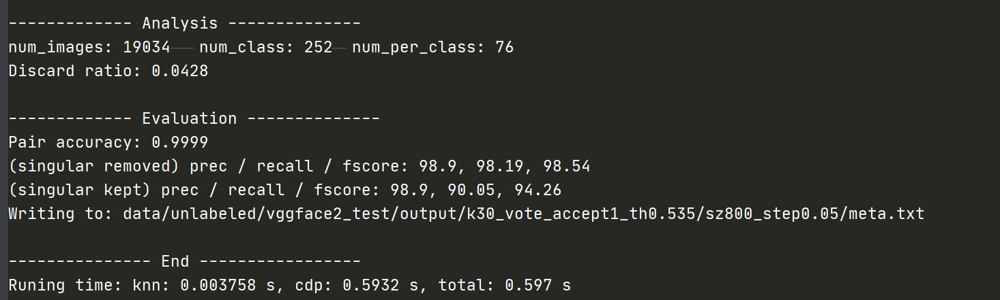 ------------- Analysis --------------
num_images: 19034 num_class: 252 num_per_class: 76
Discard ratio: 0.0428
------------- Evaluation --------------
Pair accuracy: 0.9999
(singular removed) prec / recall / fscore: 98.9, 98.19, 98.54
(singular kept) prec / recall / fscore: 98.9, 90.05, 94.26
Writing to: data/unlabeled/vggface2_test/output/k30_vote_accept1_th0.535/sz800_step0.05/meta.txt
--------------- End -----------------
Runing time: knn: 0.003758 s, cdp: 0.5932 s, total: 0.597 s